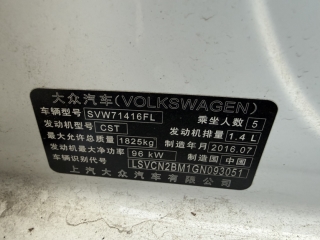 大众汽车(VOLKSWAGEN)
车辆型号 SVW71416FL 乘坐人数 5
发动机型号 CST 发动机排量 1.4 L
最大允许总质量 1825kg 制造年月 2016.07
发动机最大净功率 96 kW 制造国 中国
车辆识别代号 LSVCN2BM1GN093051
上汽大众汽车有限公司